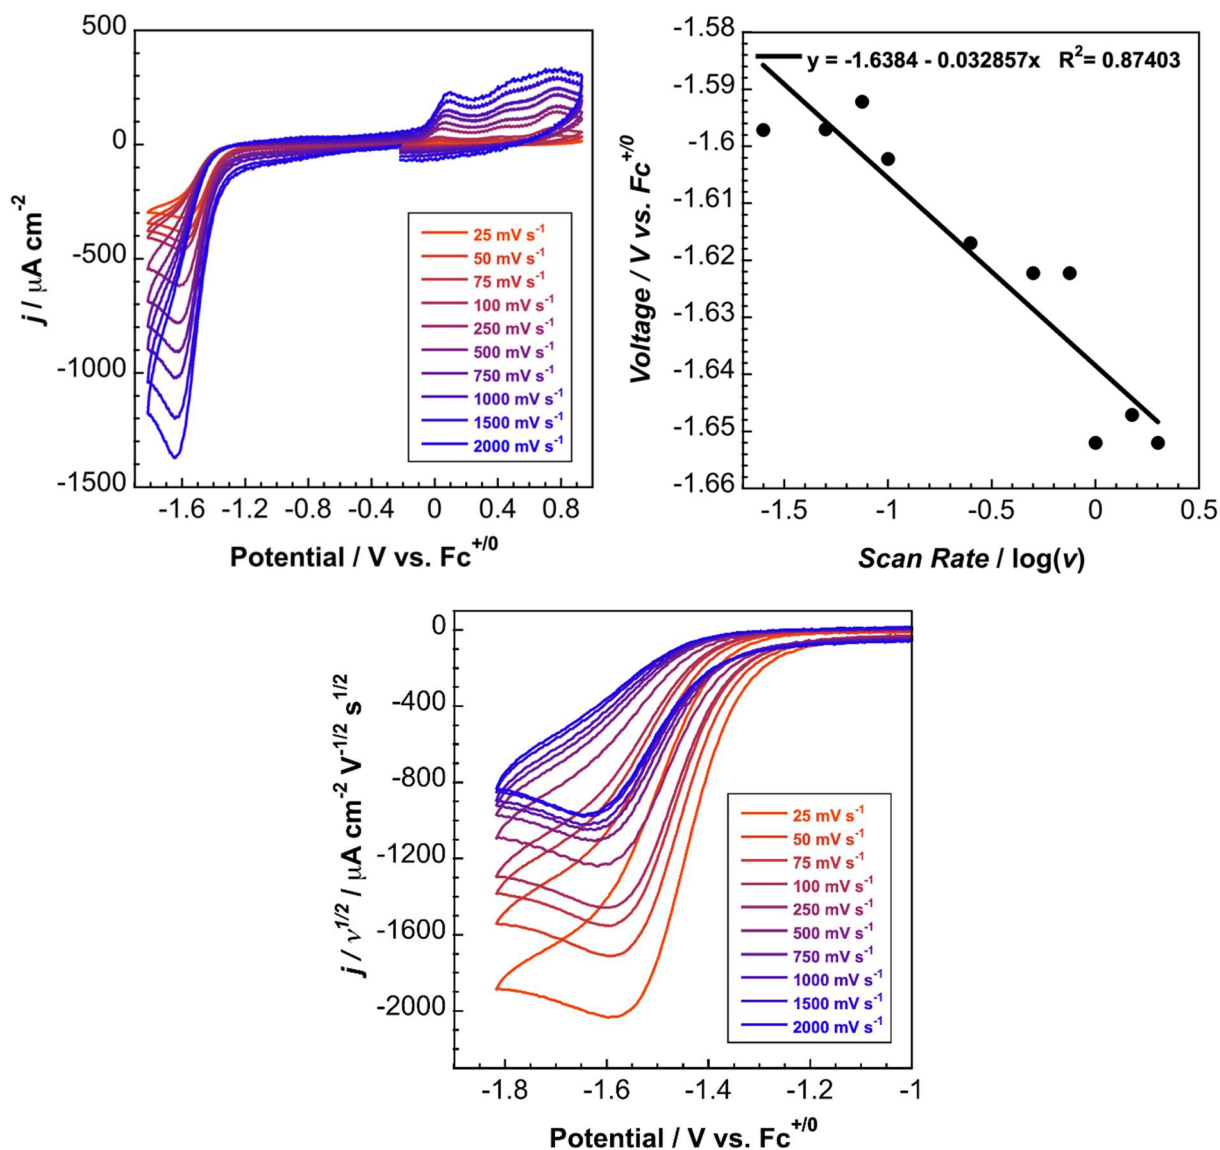 500
0
-500
-1000
-1500
j / μA cm-2
-1.6 -1.2 -0.8 -0.4 0 0.4 0.8
Potential / V vs. Fc+/0
25 mV s-1
50 mV s-1
75 mV s-1
100 mV s-1
250 mV s-1
500 mV s-1
750 mV s-1
1000 mV s-1
1500 mV s-1
2000 mV s-1
y = -1.6384 - 0.032857x R2= 0.87403
-1.58
-1.59
-1.6
-1.61
-1.62
-1.63
-1.64
-1.65
-1.66
Voltage / V vs. Fc+/0
-1.5 -1 -0.5 0 0.5
Scan Rate / log(v)
0
-400
-800
-1200
-1600
-2000
j / ν1/2 / μA cm-2 V-1/2 s1/2
-1.8 -1.6 -1.4 -1.2 -1
Potential / V vs. Fc+/0
25 mV s-1
50 mV s-1
75 mV s-1
100 mV s-1
250 mV s-1
500 mV s-1
750 mV s-1
1000 mV s-1
1500 mV s-1
2000 mV s-1